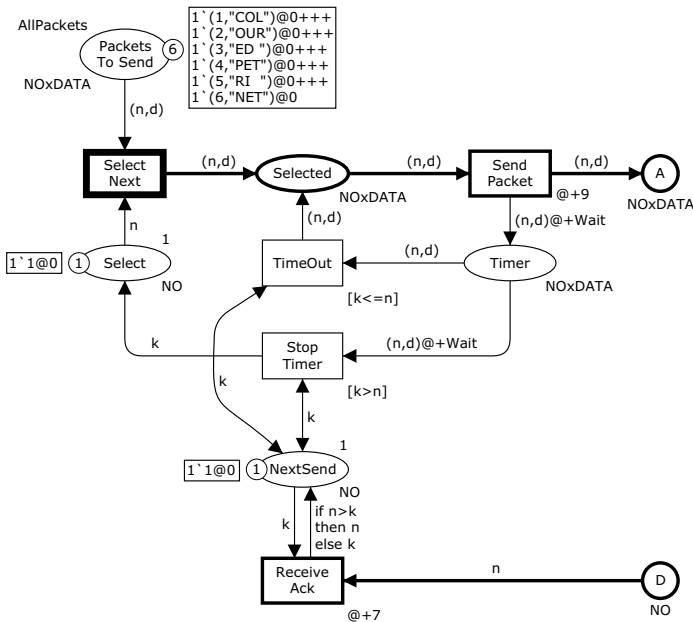 AllPackets
Packets
To Send
6
NOxDATA
1`(1,"COL")@0+++
1`(2,"OUR")@0+++
1`(3,"ED ")@0+++
1`(4,"PET")@0+++
1`(5,"RI  ")@0+++
1`(6,"NET")@0
(n,d)
Select
Next
(n,d)
Selected
NOxDATA
(n,d)
Send
Packet
@+9
(n,d)
A
NOxDATA
n
(n,d)
(n,d)@+Wait
1`1@0
1
Select
1
NO
TimeOut
[k<=n]
(n,d)
Timer
NOxDATA
k
k
Stop
Timer
[k>n]
(n,d)@+Wait
k
1`1@0
1
NextSend
1
NO
k
if n>k
then n
else k
Receive
Ack
@+7
n
D
NO